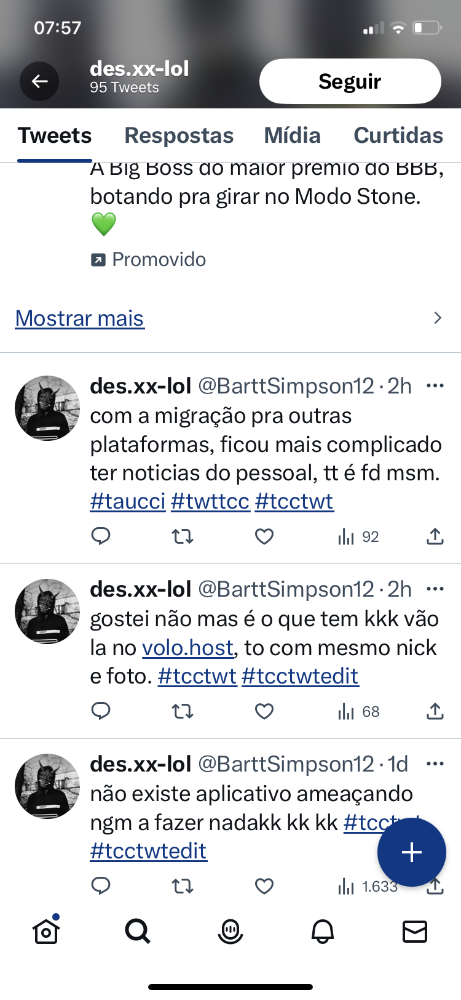 07:57
des.xx-lol
95 Tweets
Seguir
Tweets Respostas Mídia Curtidas
A Big Boss do maior prêmio do BBB,
botando pra girar no Modo Stone.
💚
Promovido
Mostrar mais
des.xx-lol @BarttSimpson12 · 2h
com a migração pra outras
plataformas, ficou mais complicado
ter noticias do pessoal, tt é fd msm.
#taucci #twttcc #tcctwt
92
des.xx-lol @BarttSimpson12 · 2h
gostei não mas é o que tem kkk vão
la no volo.host, to com mesmo nick
e foto. #tcctwt #tcctwtedit
68
des.xx-lol @BarttSimpson12 · 1d
não existe aplicativo ameaçando
ngm a fazer nadakk kk kk #tcctwt
#tcctwtedit
1.633